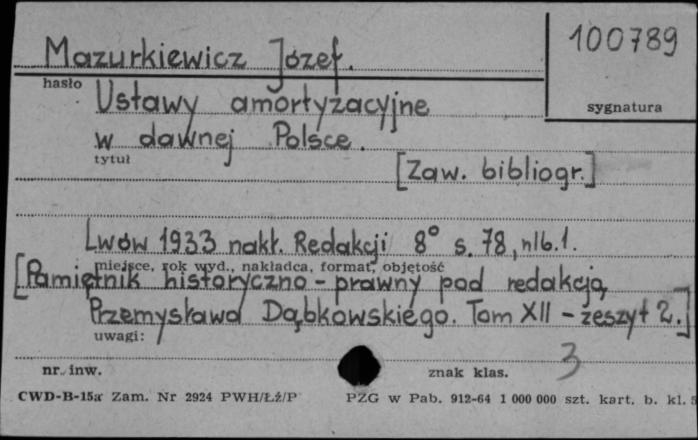 Mazurkiewicz Józef.
100789
hasło
sygnatura
Ustawy amortyzacyjne
w dawnej Polsce.
tytuł
[Zaw. bibliogr.]
Lwów 1933 nakł. Redakcji 8° s. 78, nlb.1.
miejsce, rok wyd., nakładca, format, objętość
[Pamiętnik historyczno-prawny pod redakcją
Przemysława Dąbkowskiego. Tom XII - zeszyt 2.]
uwagi:
3
nr. inw.
znak klas.
CWD-B-15a Zam. Nr 2924 PWH/Łź/P PZG w Pab. 912-64 1 000 000 szt. kart. b. kl. 5